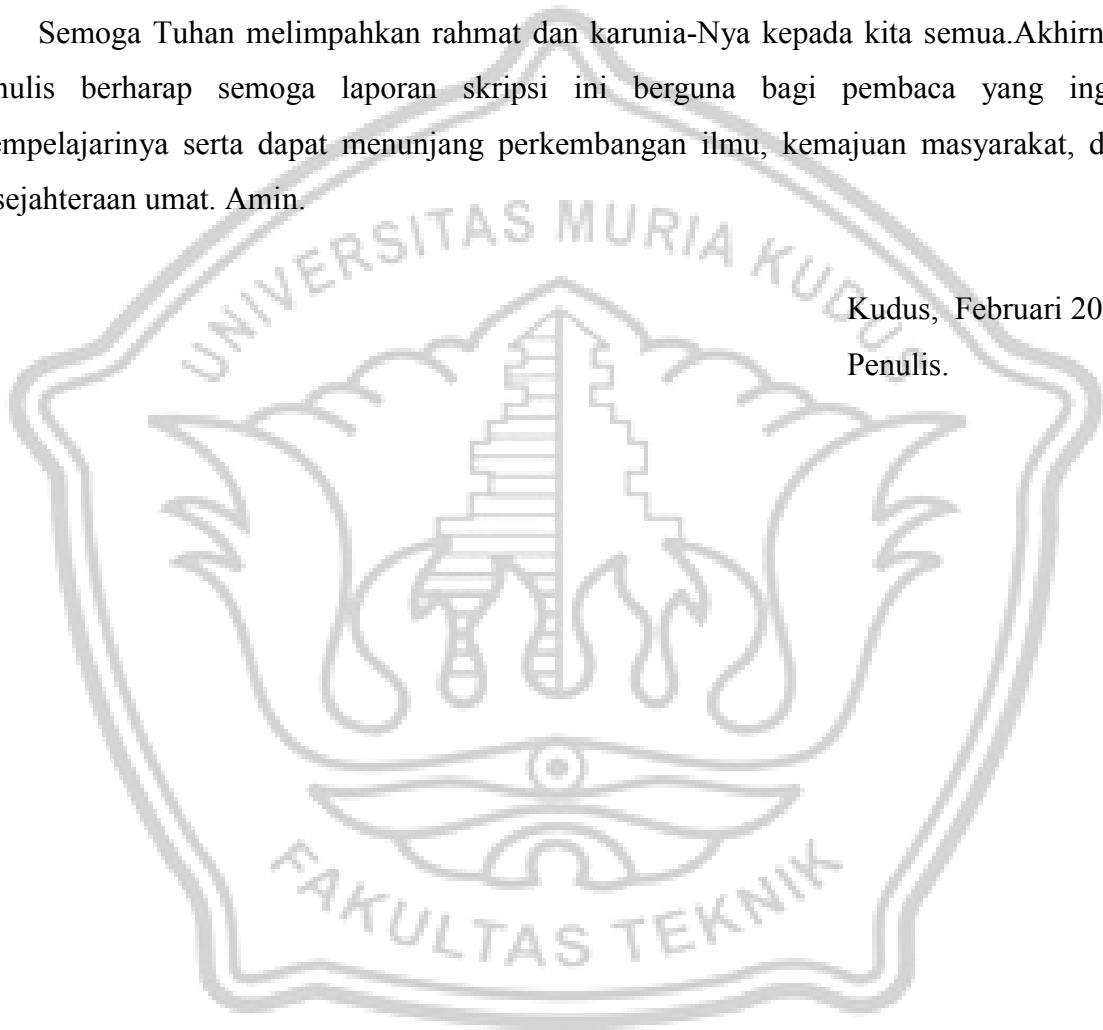 Semoga Tuhan melimpahkan rahmat dan karunia-Nya kepada kita semua.Akhirn
nulis berharap semoga laporan skripsi ini berguna bagi pembaca yang ing
empelajarinya serta dapat menunjang perkembangan ilmu, kemajuan masyarakat, d
sejahteraan umat. Amin.
UNIVERSITAS MURIA KUDUS
Kudus, Februari 20
Penulis.
FAKULTAS TEKNIK